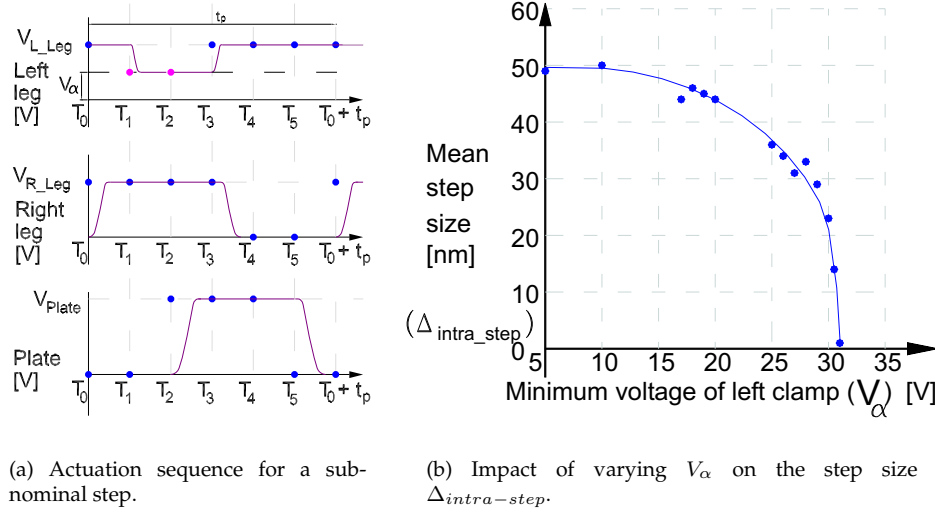 t_p
V_L_Leg
Left leg [V]
V_α
T_0 T_1 T_2 T_3 T_4 T_5 T_0 + t_p
V_R_Leg
Right leg [V]
T_0 T_1 T_2 T_3 T_4 T_5 T_0 + t_p
V_Plate
Plate [V]
T_0 T_1 T_2 T_3 T_4 T_5 T_0 + t_p
(a) Actuation sequence for a sub-
nominal step.
60
50
40
30
20
10
0
Mean
step
size
[nm]
(Δ_intra_step)
5 10 15 20 25 30 35
Minimum voltage of left clamp (V_α) [V]
(b) Impact of varying V_α on the step size
Δ_intra−step.